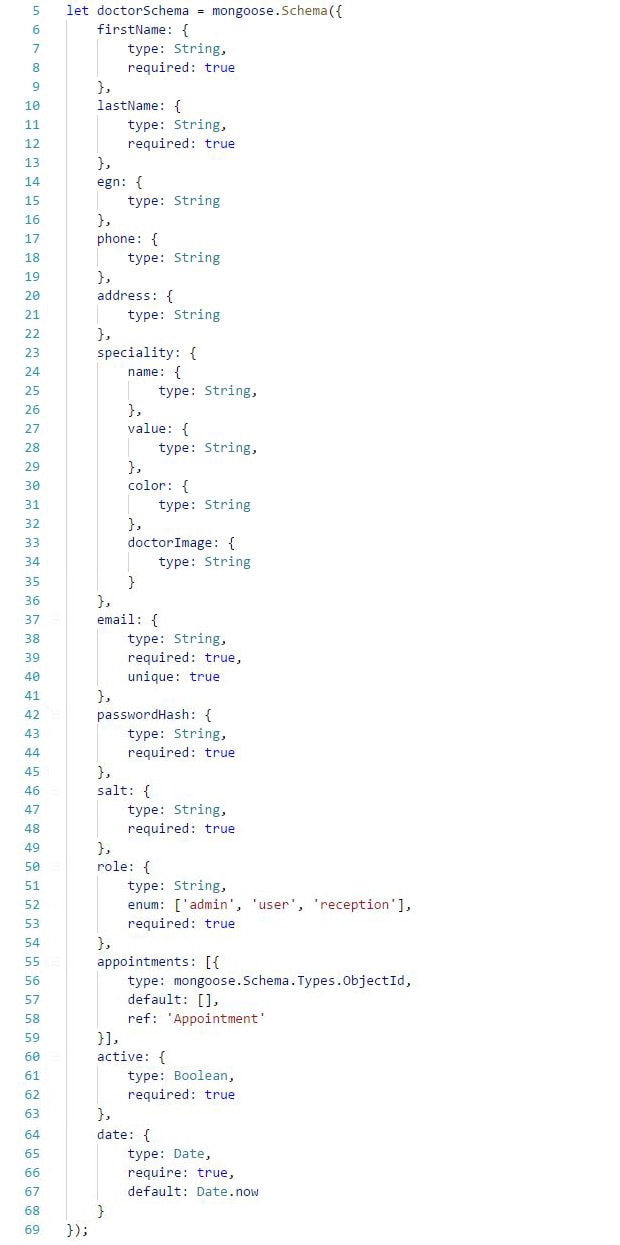 5 let doctorSchema = mongoose.Schema({
6 firstName: {
7 type: String,
8 required: true
9 },
10 lastName: {
11 type: String,
12 required: true
13 },
14 egn: {
15 type: String
16 },
17 phone: {
18 type: String
19 },
20 address: {
21 type: String
22 },
23 speciality: {
24 name: {
25 type: String,
26 },
27 value: {
28 type: String,
29 },
30 color: {
31 type: String
32 },
33 doctorImage: {
34 type: String
35 }
36 },
37 email: {
38 type: String,
39 required: true,
40 unique: true
41 },
42 passwordHash: {
43 type: String,
44 required: true
45 },
46 salt: {
47 type: String,
48 required: true
49 },
50 role: {
51 type: String,
52 enum: ['admin', 'user', 'reception'],
53 required: true
54 },
55 appointments: [{
56 type: mongoose.Schema.Types.ObjectId,
57 default: [],
58 ref: 'Appointment'
59 }],
60 active: {
61 type: Boolean,
62 required: true
63 },
64 date: {
65 type: Date,
66 require: true,
67 default: Date.now
68 }
69 });